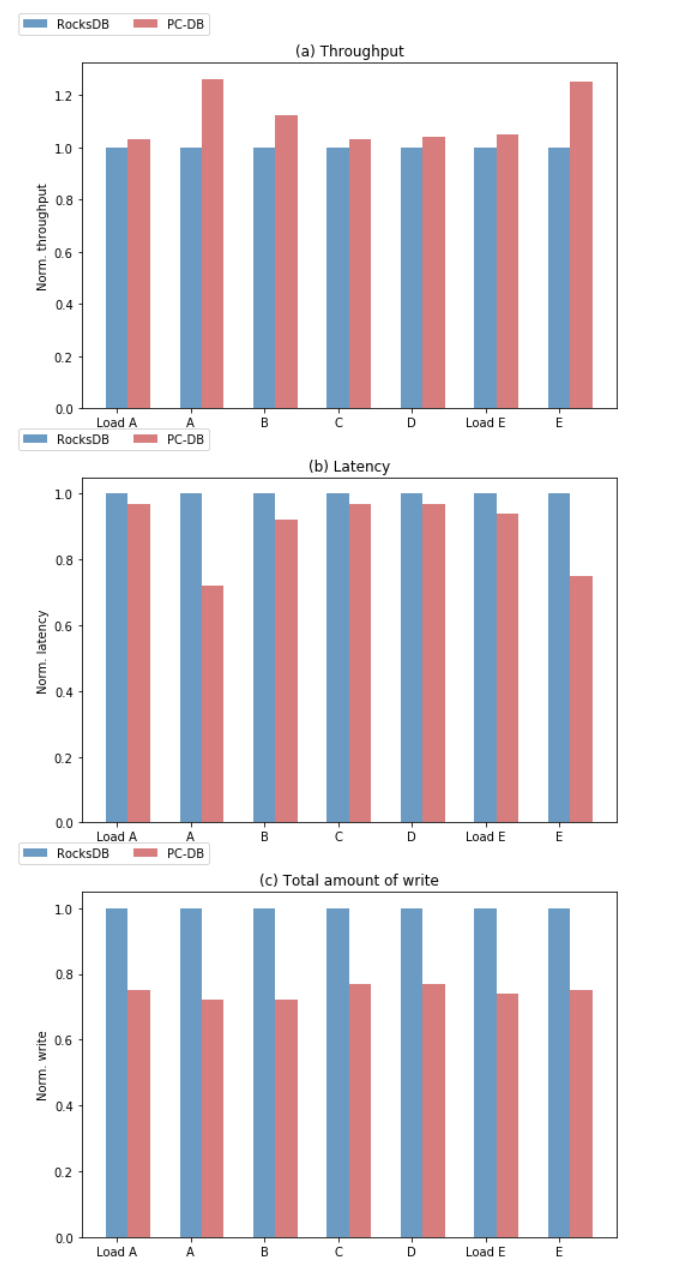 RocksDB PC-DB
(a) Throughput
1.2
1.0
0.8
0.6
0.4
0.2
0.0
Norm. throughput
Load A A B C D Load E E
RocksDB PC-DB
(b) Latency
1.0
0.8
0.6
0.4
0.2
0.0
Norm. latency
Load A A B C D Load E E
RocksDB PC-DB
(c) Total amount of write
1.0
0.8
0.6
0.4
0.2
0.0
Norm. write
Load A A B C D Load E E